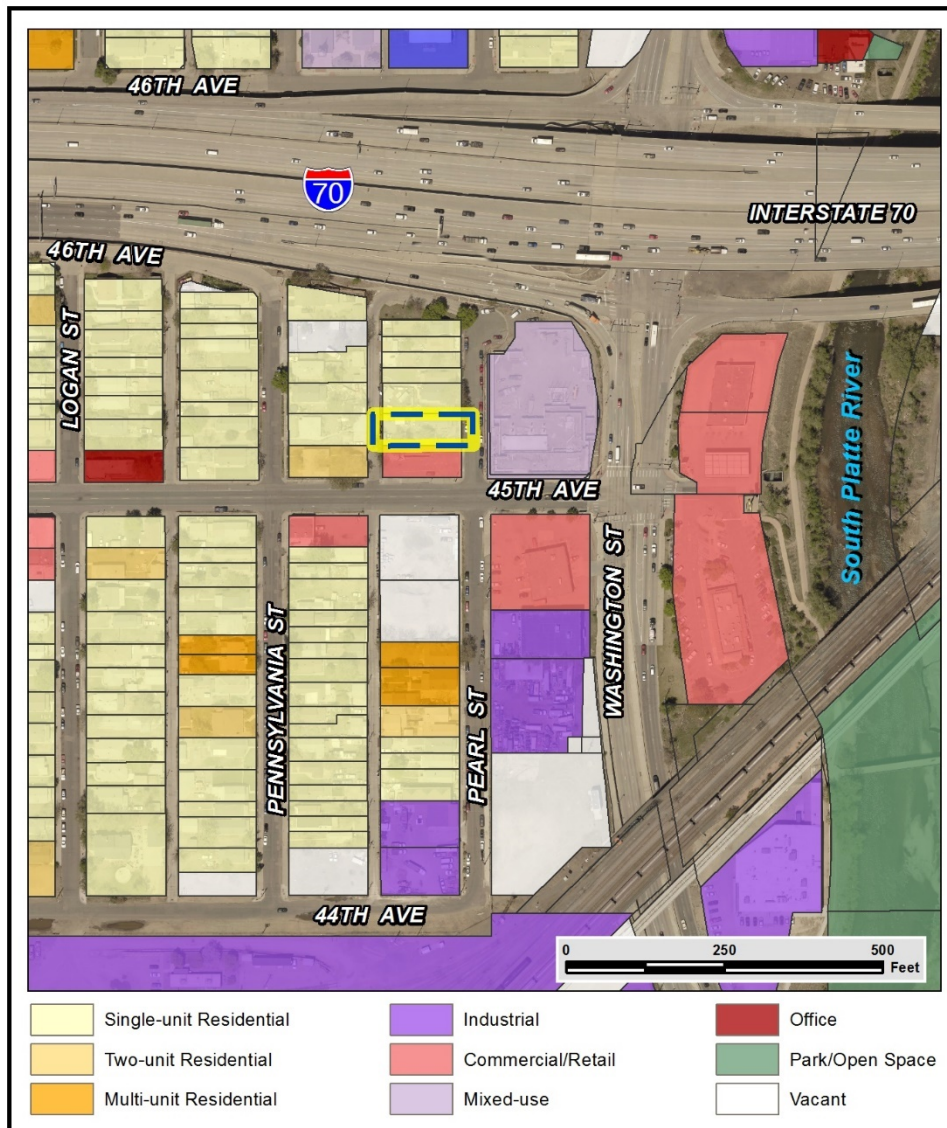 46TH AVE
70
INTERSTATE 70
46TH AVE
LOGAN ST
45TH AVE
South Platte River
PENNSYLVANIA ST
PEARL ST
WASHINGTON ST
44TH AVE
0 250 500
Feet
Single-unit Residential
Two-unit Residential
Multi-unit Residential
Industrial
Commercial/Retail
Mixed-use
Office
Park/Open Space
Vacant